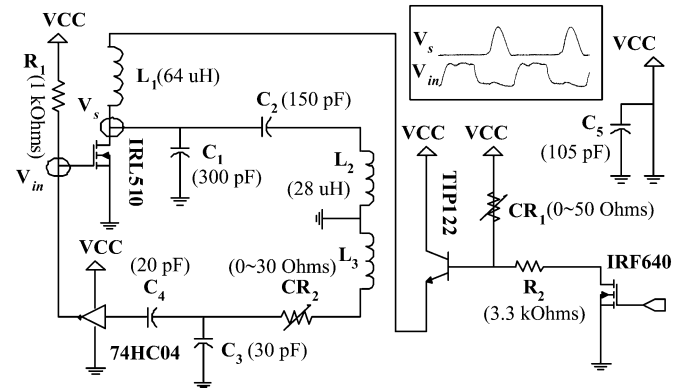 VCC
R1
(1 kOhms)
L1(64 uH)
Vs
Vin
IRL510
C1
(300 pF)
C2 (150 pF)
L2
(28 uH)
L3
VCC
(20 pF)
C4
(0~30 Ohms)
CR2
74HC04
C3 (30 pF)
Vs
Vin
VCC
C5
(105 pF)
VCC
VCC
TIP122
CR1(0~50 Ohms)
R2
(3.3 kOhms)
IRF640